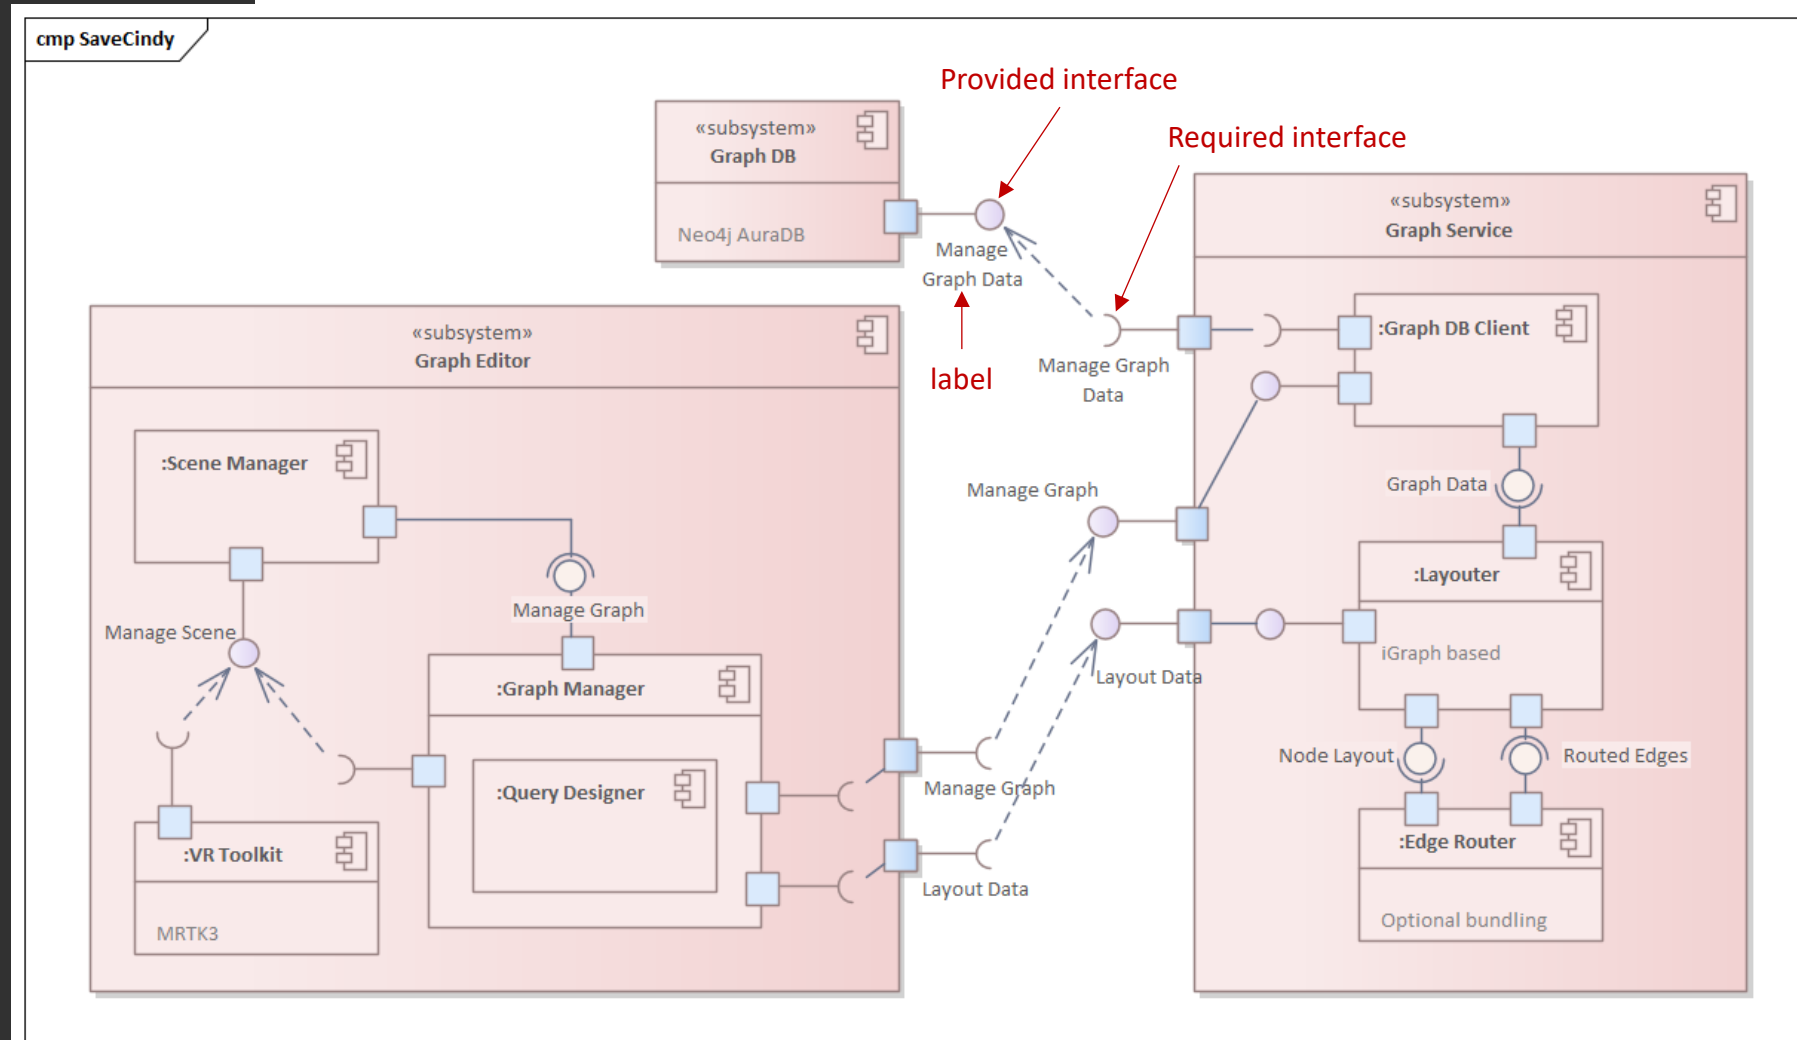 cmp SaveCindy
Provided interface
Required interface
«subsystem»
Graph DB
Neo4j AuraDB
Manage
Graph Data
label
Manage Graph
Data
«subsystem»
Graph Service
:Graph DB Client
Graph Data
:Layouter
iGraph based
Node Layout
Routed Edges
:Edge Router
Optional bundling
Manage Graph
Layout Data
«subsystem»
Graph Editor
:Scene Manager
Manage Graph
Manage Scene
:Graph Manager
:Query Designer
:VR Toolkit
MRTK3
Manage Graph
Layout Data